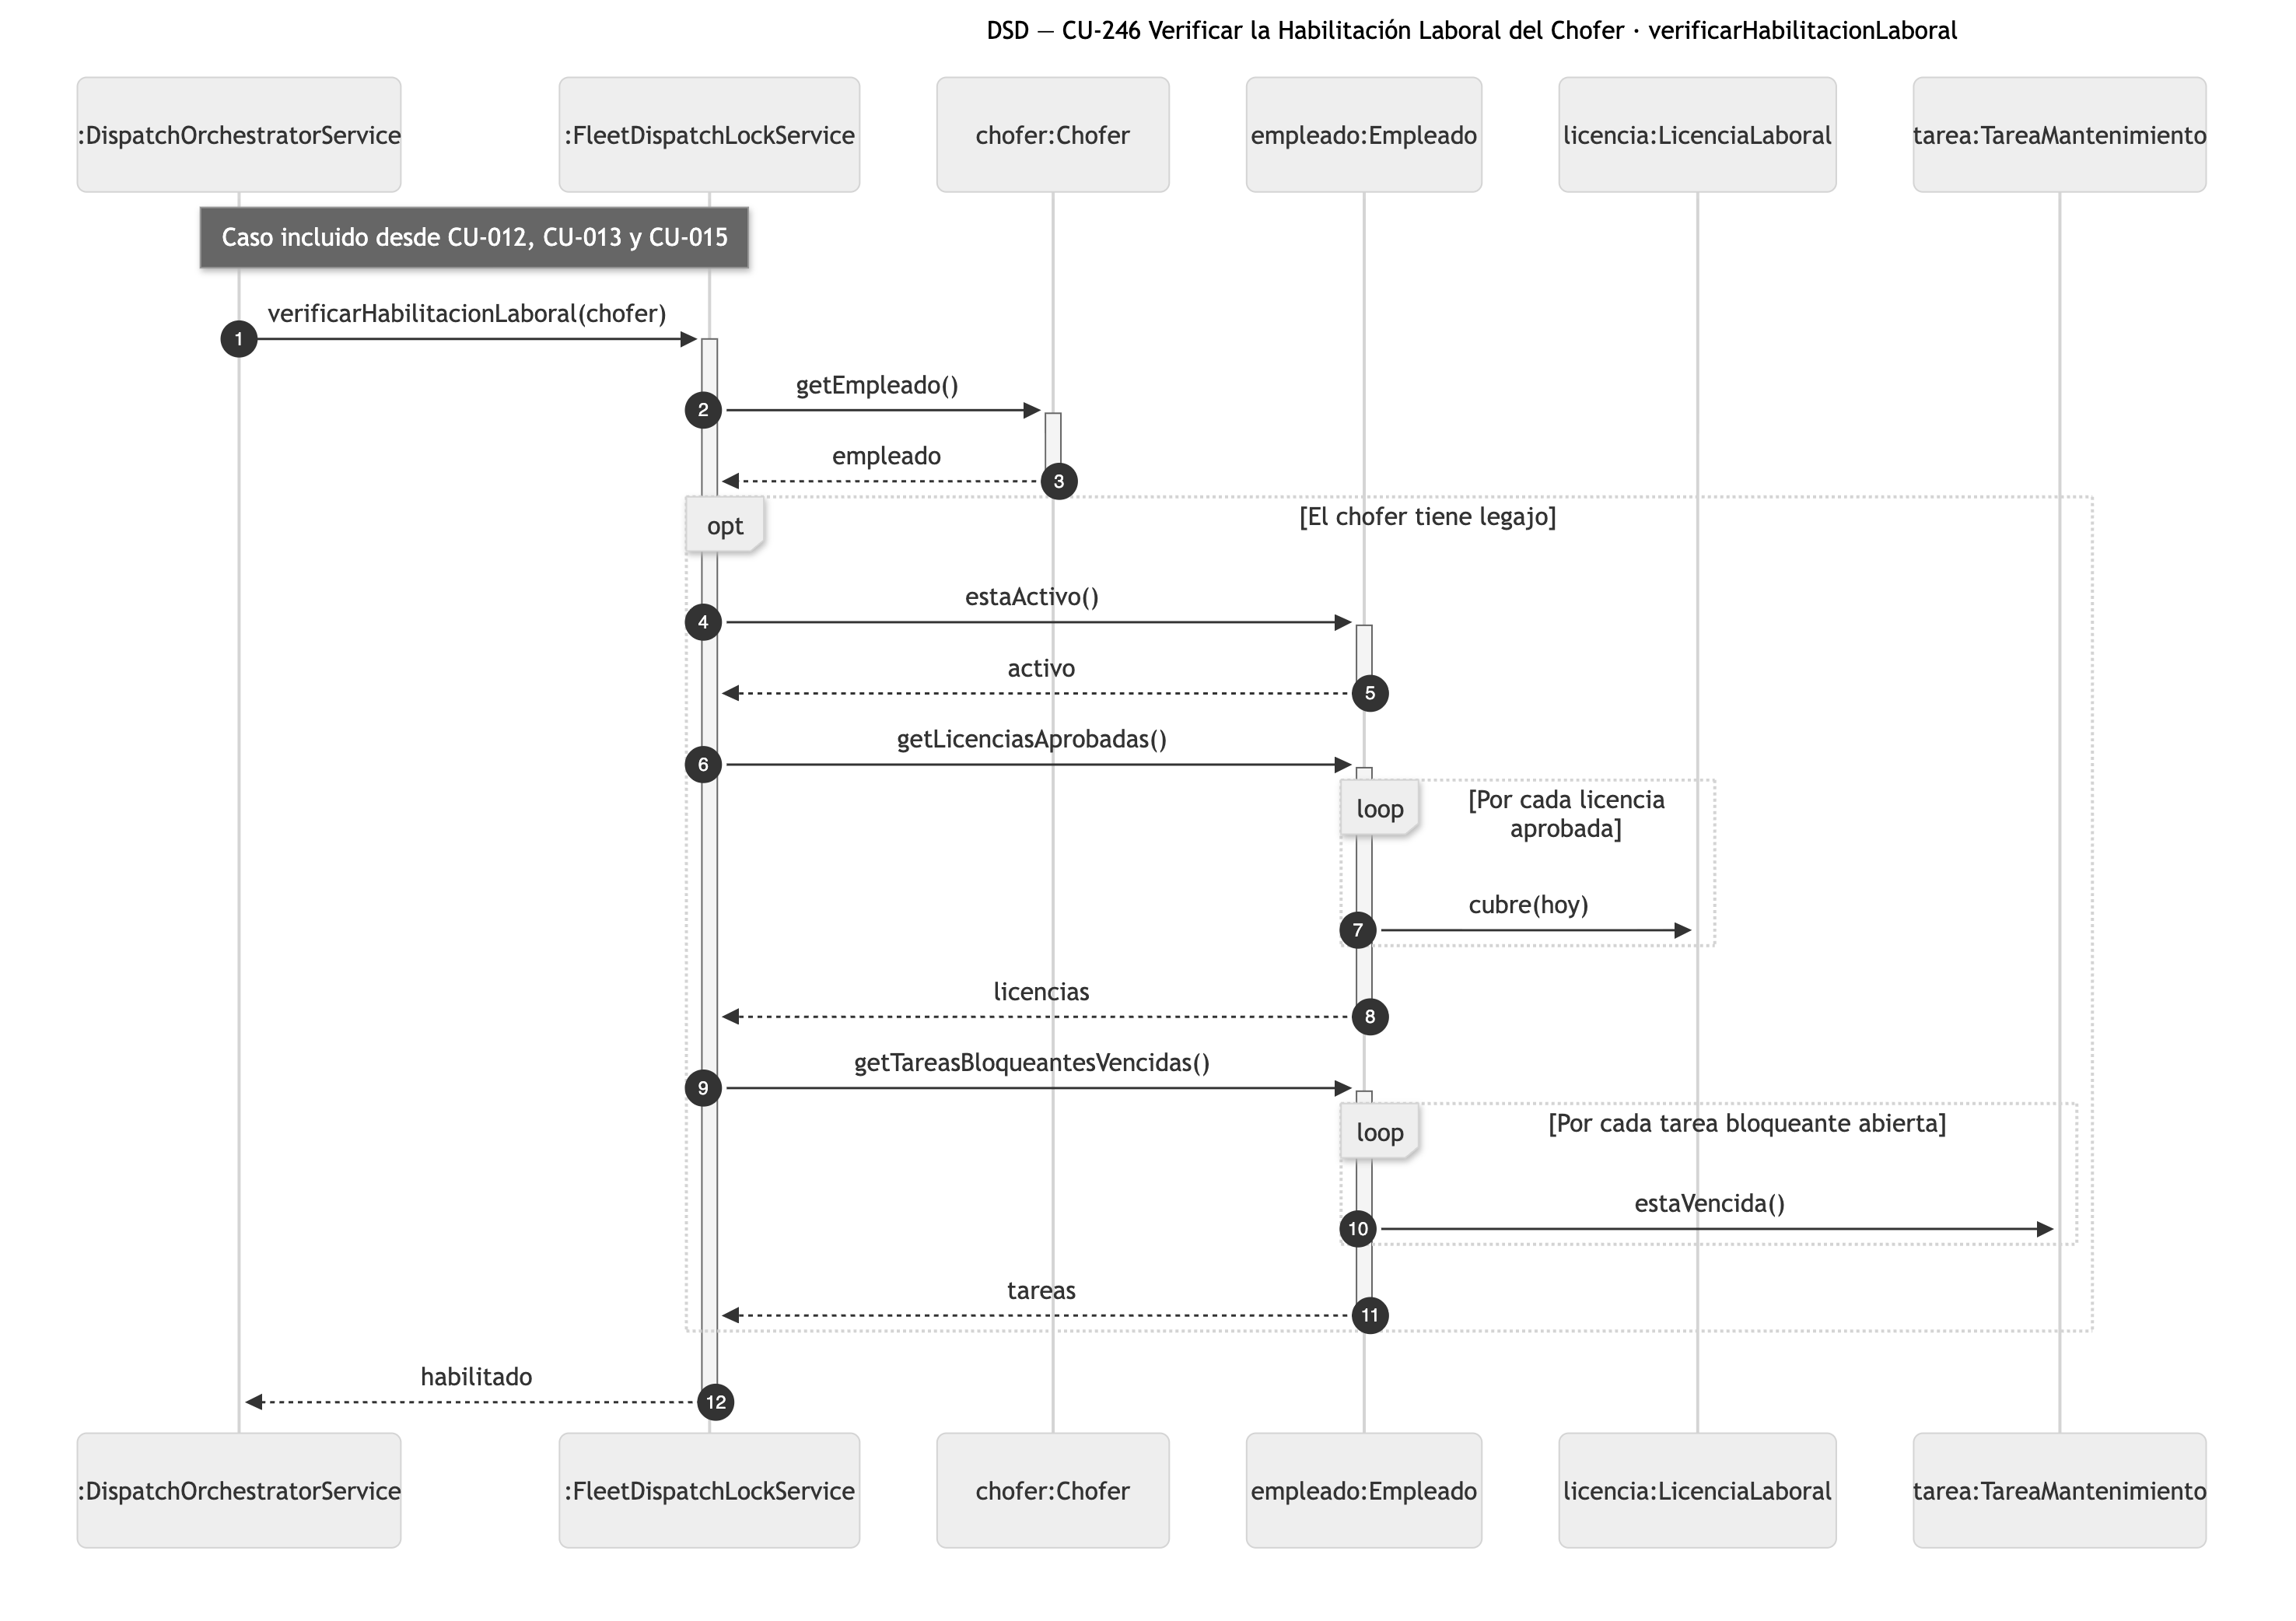 DSD – CU-246 Verificar la Habilitación Laboral del Chofer · verificarHabilitacionLaboral
:DispatchOrchestratorService
:FleetDispatchLockService
chofer:Chofer
empleado:Empleado
licencia:LicenciaLaboral
tarea:TareaMantenimiento
Caso incluido desde CU-012, CU-013 y CU-015
verificarHabilitacionLaboral(chofer)
1
getEmpleado()
2
empleado
3
opt
[El chofer tiene legajo]
estaActivo()
4
activo
5
getLicenciasAprobadas()
6
loop
[Por cada licencia
aprobada]
cubre(hoy)
7
licencias
8
getTareasBloqueantesVencidas()
9
loop
[Por cada tarea bloqueante abierta]
estaVencida()
10
tareas
11
habilitado
12
:DispatchOrchestratorService
:FleetDispatchLockService
chofer:Chofer
empleado:Empleado
licencia:LicenciaLaboral
tarea:TareaMantenimiento